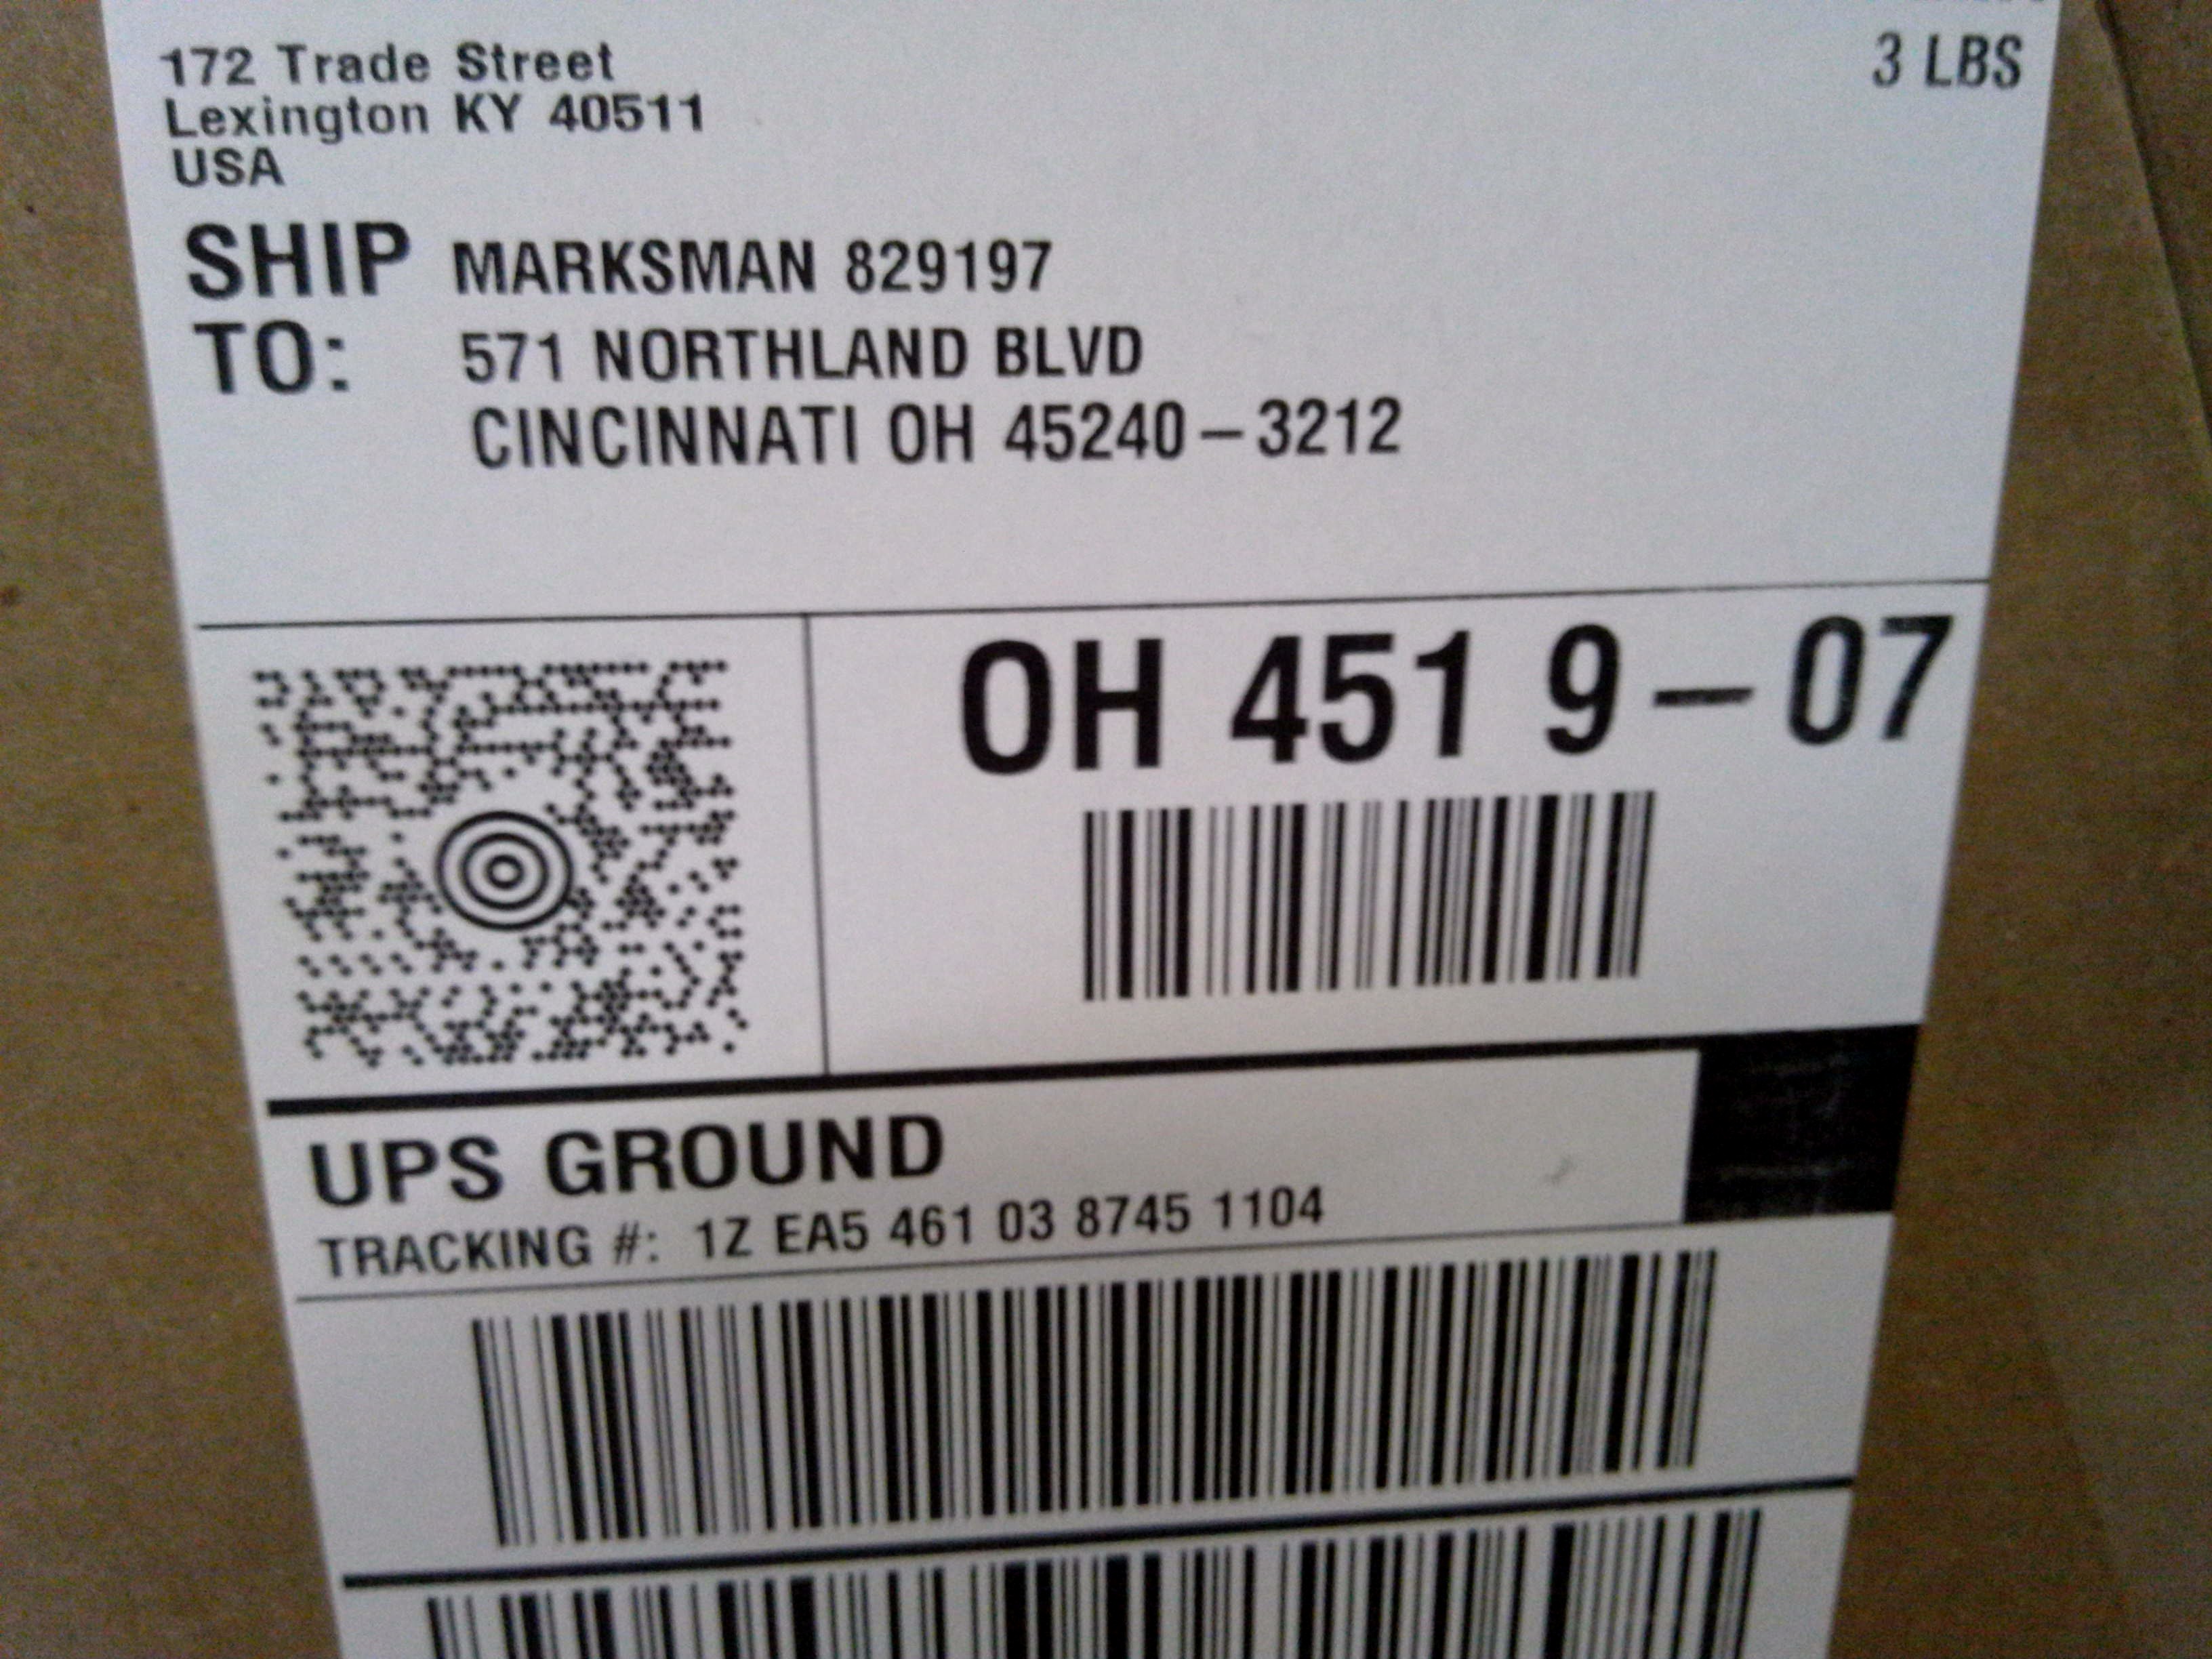 172 Trade Street
3 LBS
Lexington KY 40511
USA
SHIP MARKSMAN 829197
TO: 571 NORTHLAND BLVD
CINCINNATI OH 45240-3212
OH 451 9-07
UPS GROUND
TRACKING #: 1Z EA5 461 03 8745 1104